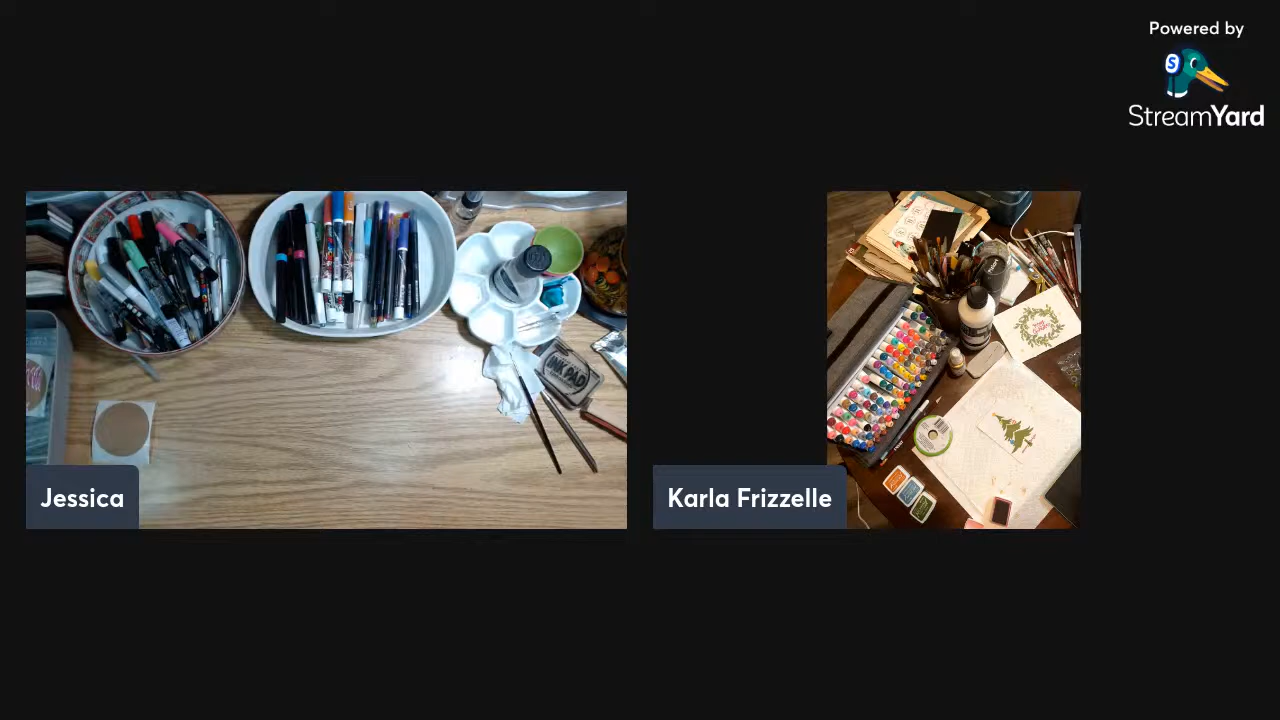 Powered by
S
StreamYard
INK PAD
Jessica
Karla Frizzelle